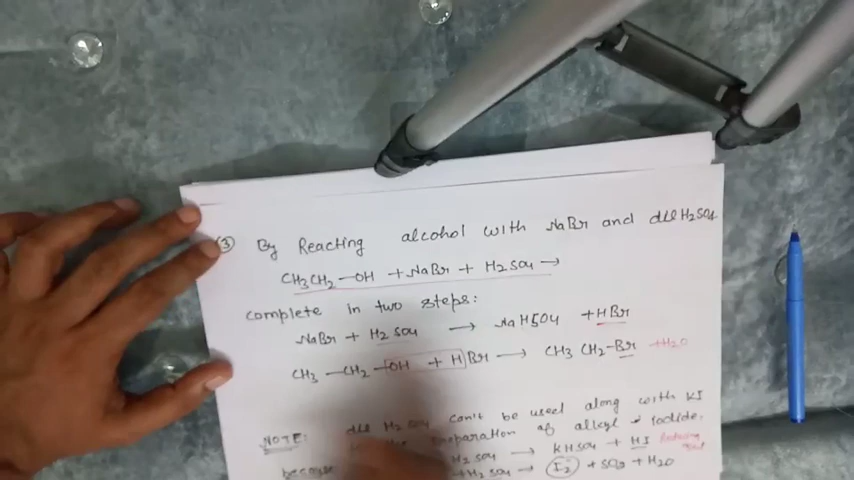 ③ By Reacting alcohol with NaBr and dil H2SO4
CH3CH2—OH + NaBr + H2SO4 →
complete in two steps:
NaBr + H2SO4 → NaHSO4 + HBr
CH3—CH2—OH + HBr → CH3 CH2—Br + H2O
NOTE: dil H2SO4 can't be used along with KI
preparation of alkyl Iodide.
because H2SO4 → KHSO4 + HI Reducing
+ H2SO4 → I2 + SO2 + H2O